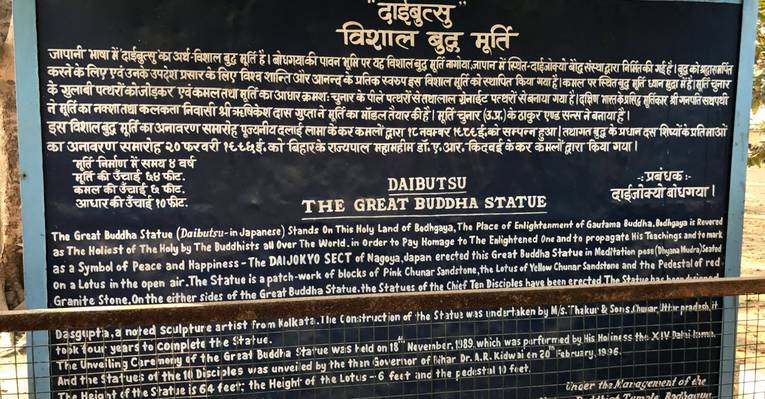 "दाईबुत्सु"
विशाल बुद्ध मूर्ति
जापानी भाषा में 'दाईबुत्सु' का अर्थ-विशाल बुद्ध मूर्ति है। बोधगया की पावन भूमि पर यह विशाल बुद्ध मूर्ति नगोया, जापान में स्थित-दाईजोक्यो बौद्ध संस्था द्वारा निर्मित की गई है। बुद्ध को श्रद्धा समर्पित
करने के लिए एवं उनके उपदेश प्रसार के लिए विश्व शान्ति और आनन्द के प्रतिक स्वरूप इस विशाल मूर्ति को स्थापित किया गया है। कमल पर स्थित बुद्ध मूर्ति ध्यान मुद्रा में है। मूर्ति चुनार
के गुलाबी पत्थरों को जोड़कर एवं कमल तथा मूर्ति का आधार क्रमशः चुनार के पीले पत्थरों से तथा लाल ग्रेनाईट पत्थरों से बनाया गया है। दक्षिण भारत के प्रसिद्ध मूर्तिकार श्री गनपति सथपथी
ने मूर्ति का नक्शा तथा कलकता निवासी श्री ऋषिकेश दास गुप्ता ने मूर्ति का मॉडल तैयार की है। मूर्ति चुनार (उ.प्र.) के ठाकुर एण्ड सन्स ने बनाया है।
इस विशाल बुद्ध मूर्ति का अनावरण समारोह पूज्यनीय दलाई लामा के कर कमलों द्वारा १८ नवम्बर १९८९ ई. को सम्पन्न हुआ। तथागत बुद्ध के प्रधान दस शिष्यों के प्रतिमाओं
का अनावरण समारोह २० फरवरी १९९६ ई. को बिहार के राज्यपाल महामहीम डॉ. ए. आर. किदवई के कर कमलों द्वारा किया गया।
मूर्ति निर्माण में समय ४ वर्ष
मूर्ति की उँचाई ६४ फीट.
कमल की उँचाई ६ फीट.
आधार की उँचाई १० फीट.
-: प्रबंधक :-
दाईजोक्यो बोधगया।
DAIBUTSU
THE GREAT BUDDHA STATUE
The Great Buddha Statue (Daibutsu-in Japanese) Stands On This Holy Land of Bodhgaya, The Place of Enlightenment of Gautama Buddha. Bodhgaya is Revered
as The Holiest of The Holy by The Buddhists all Over The World. in Order to Pay Homage to The Enlightened One and to propagate His Teachings and to mark
as a Symbol of Peace and Happiness - The DAIJOKYO SECT of Nagoya, Japan erected this Great Buddha Statue in Meditation pose (Dhyana Mudra) Seated
on a Lotus in the open air. The Statue is a patch-work of blocks of Pink Chunar Sandstone, the Lotus of Yellow Chunar Sandstone and the Pedestal of red
Granite Stone. On the either sides of the Great Buddha Statue, the Statues of the Chief Ten Disciples have been erected. The Statue has been
Dasgupta, a noted sculpture artist from Kolkata. The Construction of the Statue was undertaken by M/s. Thakur & Sons, Chunar, Uttar pradesh, it
took four years to complete the Statue.
The Unveiling Ceremony of the Great Buddha Statue was held on 18th November, 1989, which was performed by His Holiness the XIV Dalai-Lama.
And the Statues of the 10 Disciples was unveiled by the then Governor of Bihar Dr. A.R. Kidwai on 20th February, 1996.
The Height of the Statue is 64 feet; the Height of the Lotus - 6 feet and the pedestal 10 feet.
Under the Management of the
Buddhist Temple, Bodhgaya